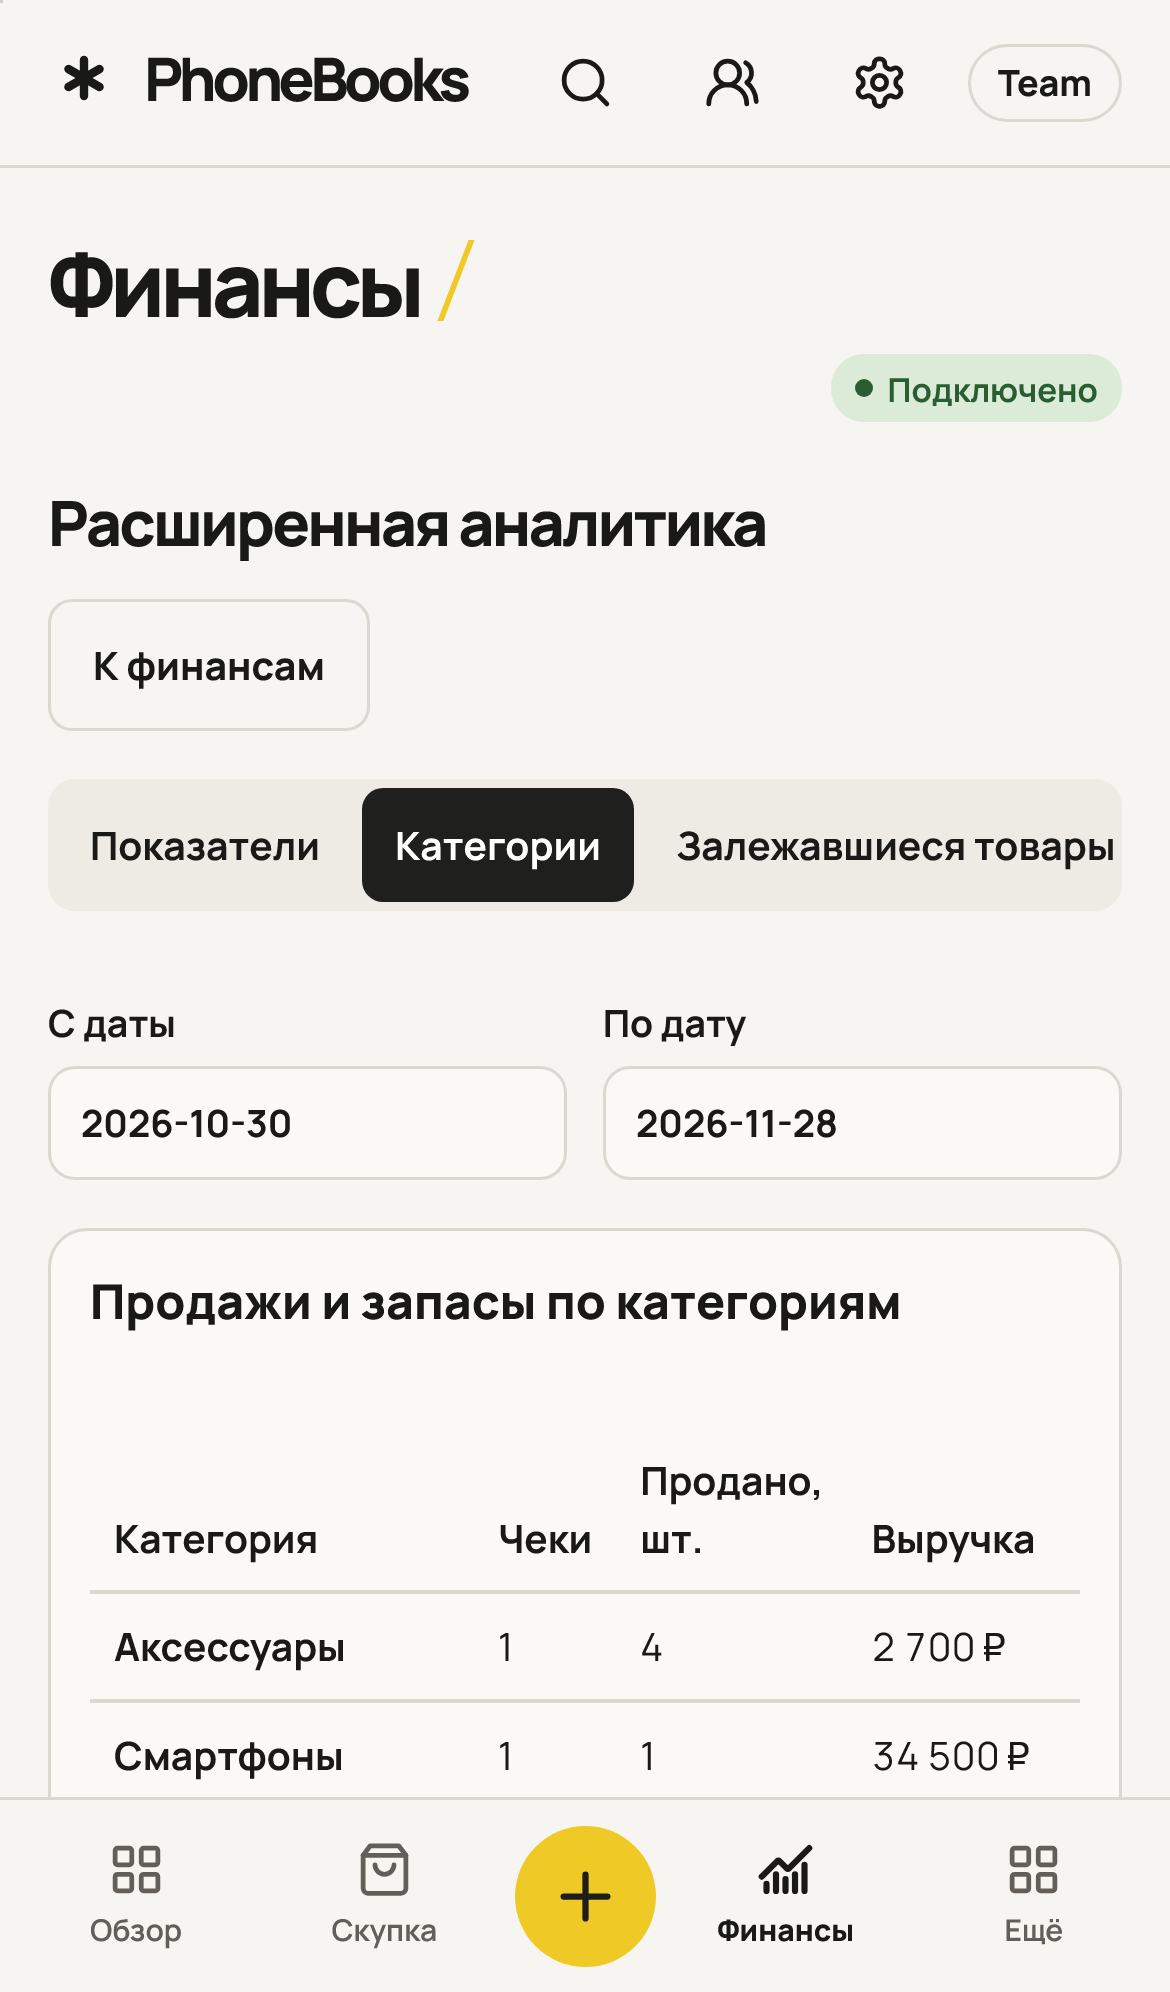 PhoneBooks
Team
Финансы /
Подключено
Расширенная аналитика
К финансам
Показатели Категории Залежавшиеся товары
С даты По дату
2026-10-30 2026-11-28
Продажи и запасы по категориям
Категория Чеки Продано, шт. Выручка
Аксессуары 1 4 2 700 ₽
Смартфоны 1 1 34 500 ₽
Обзор Скупка Финансы Ещё